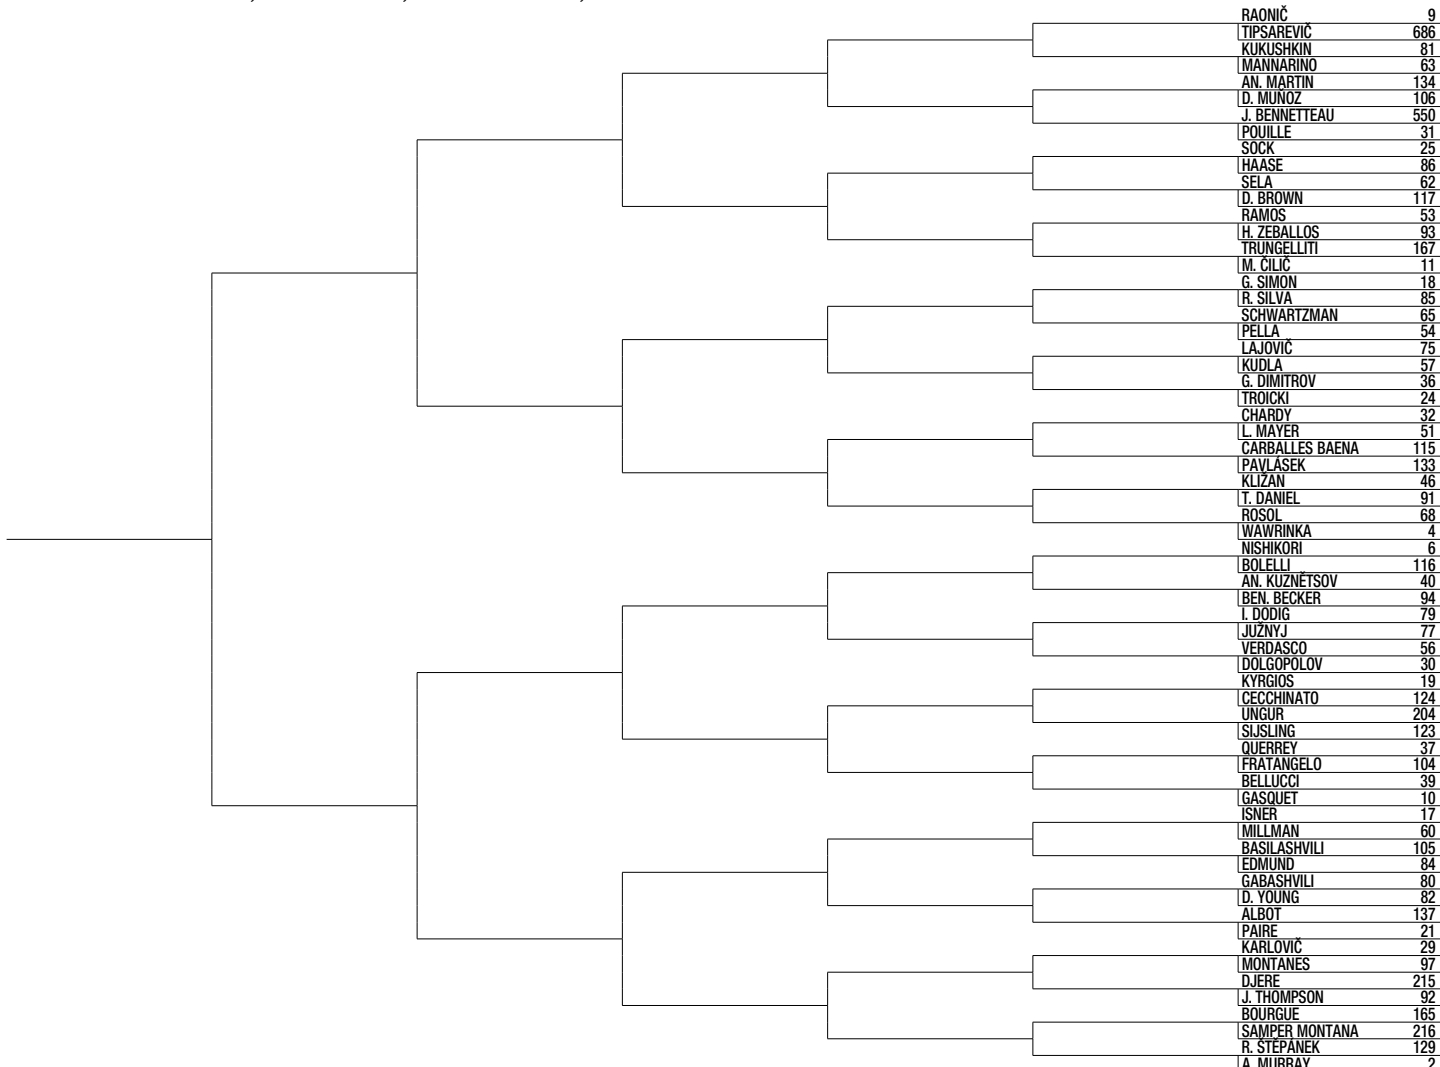 RAONIČ 9
TIPSAREVIČ 686
KUKUSHKIN 81
MANNARINO 63
AN. MARTIN 134
D. MUÑOZ 106
J. BENNETTEAU 550
POUILLE 31
SOCK 25
HAASE 86
SELA 62
D. BROWN 117
RAMOS 53
H. ZEBALLOS 93
TRUNGELLITI 167
M. ČILIČ 11
G. SIMON 18
R. SILVA 85
SCHWARTZMAN 65
PELLA 54
LAJOVIČ 75
KUDLA 57
G. DIMITROV 36
TROICKI 24
CHARDY 32
L. MAYER 51
CARBALLES BAENA 115
PAVLÁSEK 133
KLIŽAN 46
T. DANIEL 91
ROSOL 68
WAWRINKA 4
NISHIKORI 6
BOLELLI 116
AN. KUZNĚTSOV 40
BEN. BECKER 94
I. DODIG 79
JUŽNYJ 77
VERDASCO 56
DOLGOPOLOV 30
KYRGIOS 19
CECCHINATO 124
UNGUR 204
SIJSLING 123
QUERREY 37
FRATANGELO 104
BELLUCCI 39
GASQUET 10
ISNER 17
MILLMAN 60
BASILASHVILI 105
EDMUND 84
GABASHVILI 80
D. YOUNG 82
ALBOT 137
PAIRE 21
KARLOVIČ 29
MONTANES 97
DJERE 215
J. THOMPSON 92
BOURGUE 165
SAMPER MONTANA 216
R. ŠTĚPÁNEK 129
A. MURRAY 2